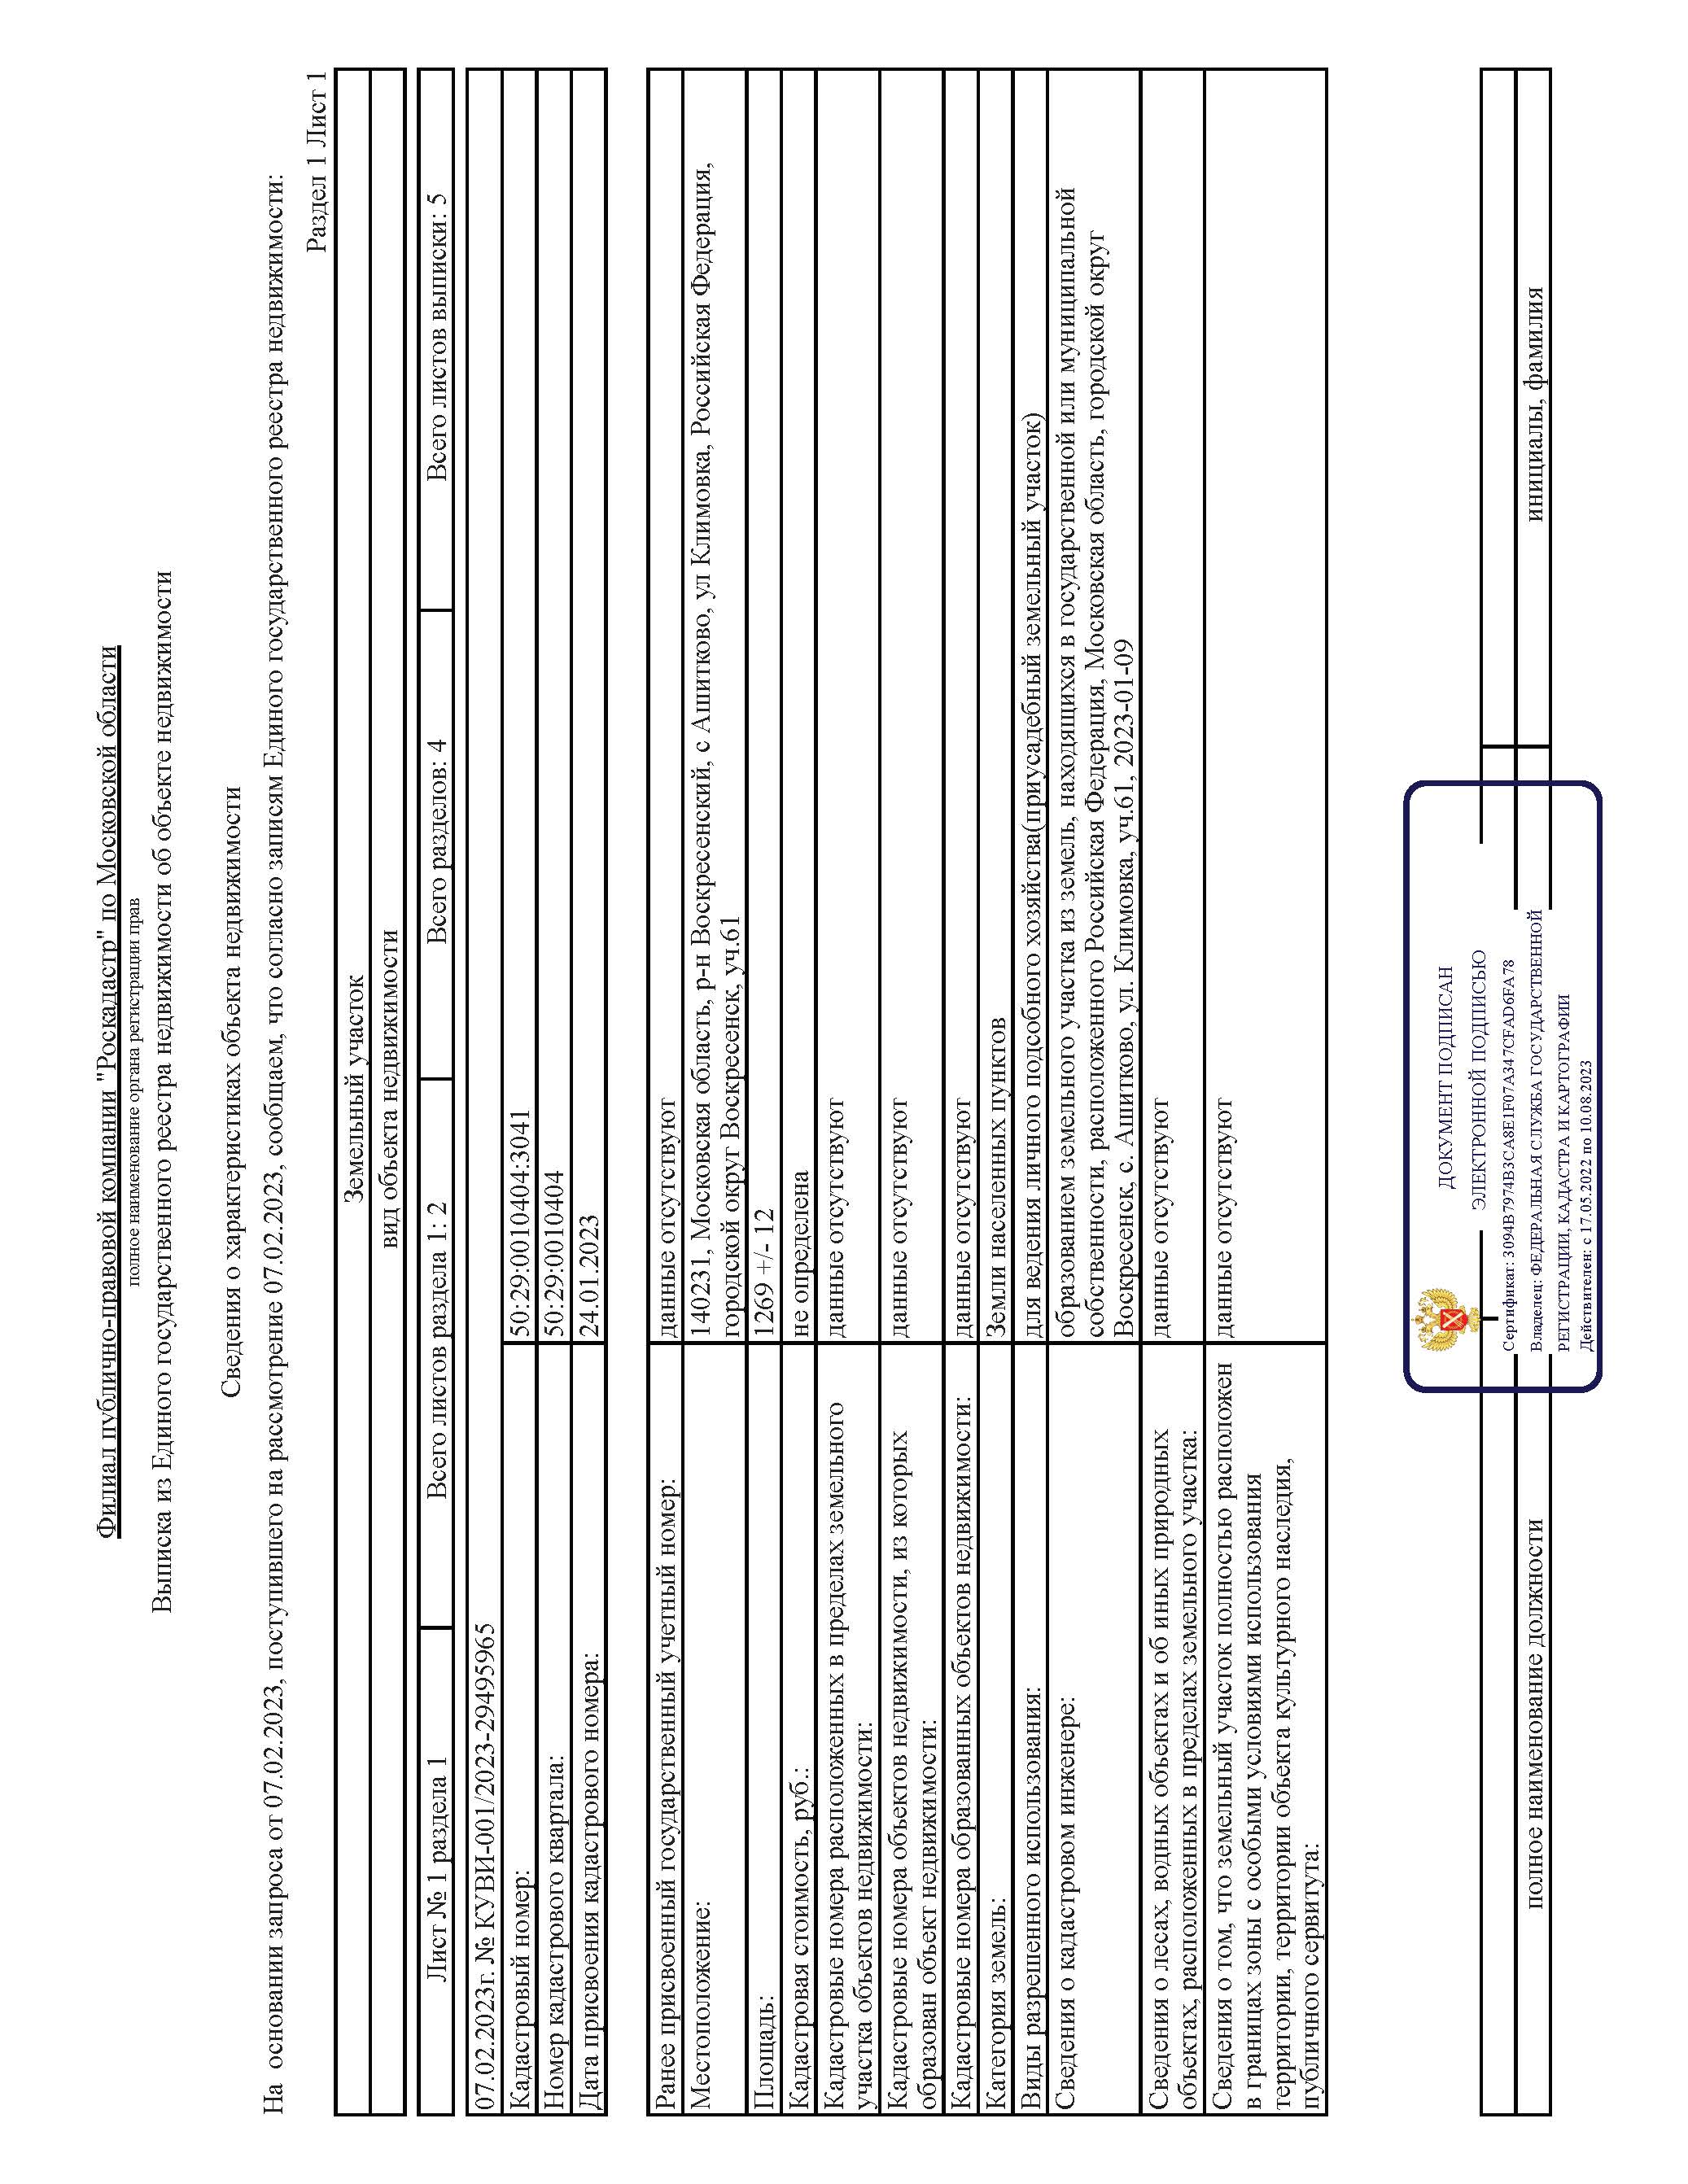 Филиал публично-правовой компании "Роскадастр" по Московской области
полное наименование органа регистрации прав
Выписка из Единого государственного реестра недвижимости об объекте недвижимости
Сведения о характеристиках объекта недвижимости
На основании запроса от 07.02.2023, поступившего на рассмотрение 07.02.2023, сообщаем, что согласно записям Единого государственного реестра недвижимости:
Раздел 1 Лист 1
Земельный участок
вид объекта недвижимости
Лист № 1 раздела 1 Всего листов раздела 1: 2 Всего разделов: 4 Всего листов выписки: 5
07.02.2023г. № КУВИ-001/2023-29495965
Кадастровый номер: 50:29:0010404:3041
Номер кадастрового квартала: 50:29:0010404
Дата присвоения кадастрового номера: 24.01.2023
Ранее присвоенный государственный учетный номер: данные отсутствуют
Местоположение: 140231, Московская область, р-н Воскресенский, с Ашитково, ул Климовка, Российская Федерация,
городской округ Воскресенск, уч.61
Площадь: 1269 +/- 12
Кадастровая стоимость, руб.: не определена
Кадастровые номера расположенных в пределах земельного данные отсутствуют
участка объектов недвижимости:
Кадастровые номера объектов недвижимости, из которых данные отсутствуют
образован объект недвижимости:
Кадастровые номера образованных объектов недвижимости: данные отсутствуют
Категория земель: Земли населенных пунктов
Виды разрешенного использования: для ведения личного подсобного хозяйства(приусадебный земельный участок)
Сведения о кадастровом инженере: образованием земельного участка из земель, находящихся в государственной или муниципальной
собственности, расположенного Российская Федерация, Московская область, городской округ
Воскресенск, с. Ашитково, ул. Климовка, уч.61, 2023-01-09
Сведения о лесах, водных объектах и об иных природных данные отсутствуют
объектах, расположенных в пределах земельного участка:
Сведения о том, что земельный участок полностью расположен данные отсутствуют
в границах зоны с особыми условиями использования
территории, территории объекта культурного наследия,
публичного сервитута:
ДОКУМЕНТ ПОДПИСАН
ЭЛЕКТРОННОЙ ПОДПИСЬЮ
Сертификат: 3094B7974B3CA8E1F07A347CFAD6FA78
Владелец: ФЕДЕРАЛЬНАЯ СЛУЖБА ГОСУДАРСТВЕННОЙ
РЕГИСТРАЦИИ, КАДАСТРА И КАРТОГРАФИИ
Действителен: с 17.05.2022 по 10.08.2023
полное наименование должности инициалы, фамилия